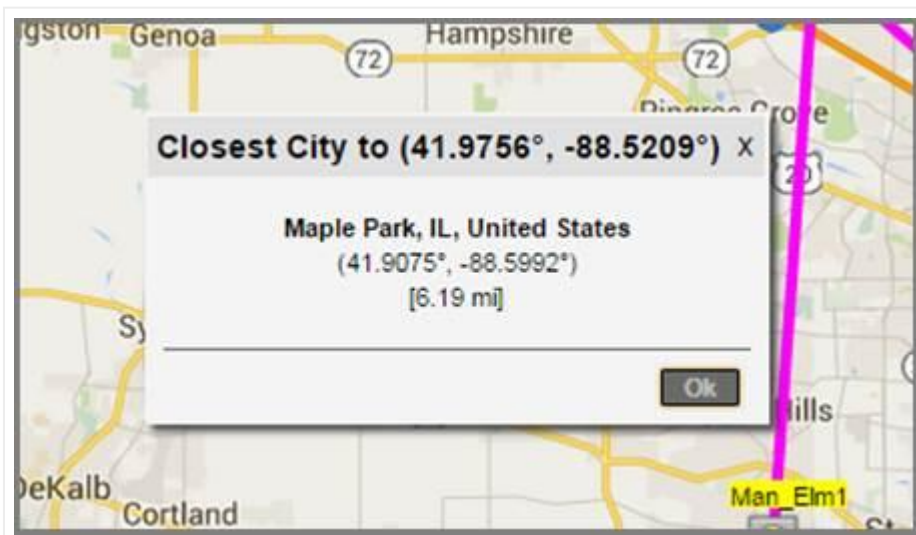 gston
Genoa
Hampshire
72
72
Pingree Grove
Closest City to (41.9756°, -88.5209°) X
20
Maple Park, IL, United States
(41.9075°, -88.5992°)
[6.19 mi]
Sy
Ok
Hills
DeKalb
Cortland
Man_Elm1
St